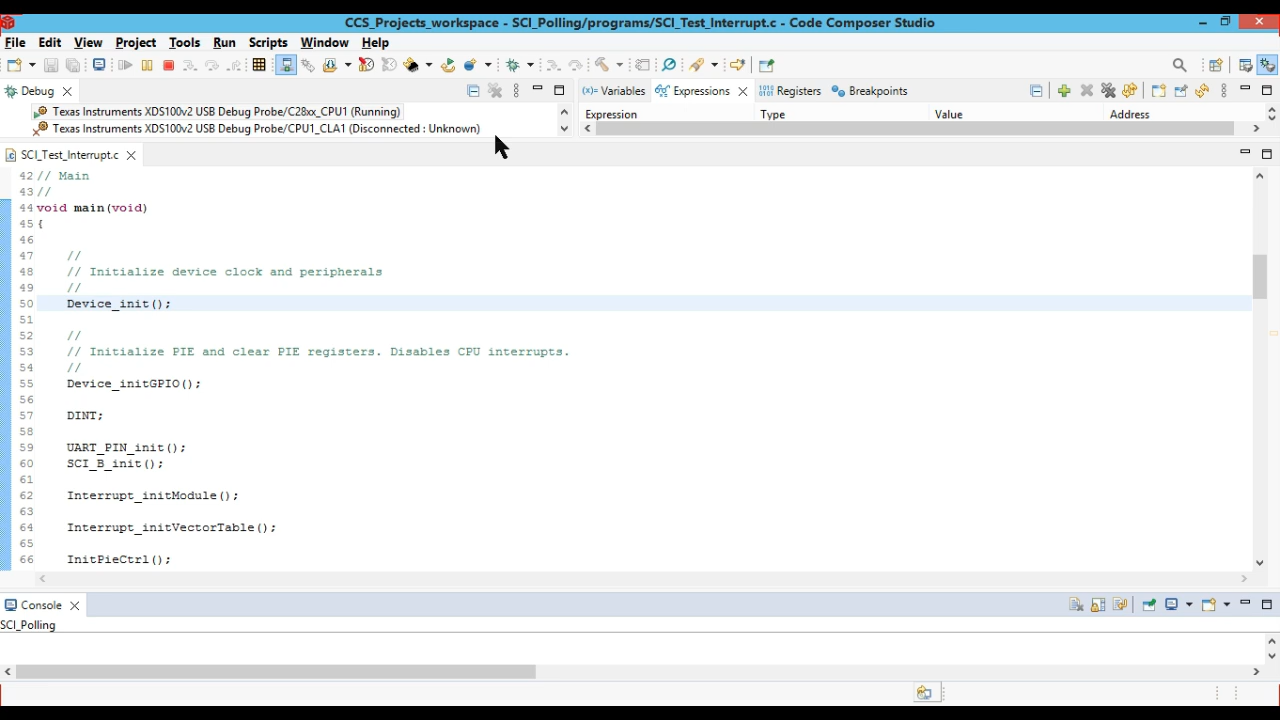 CCS_Projects_workspace - SCI_Polling/programs/SCI_Test_Interrupt.c - Code Composer Studio
File Edit View Project Tools Run Scripts Window Help
Debug
(x)= Variables Expressions Registers Breakpoints
Texas Instruments XDS100v2 USB Debug Probe/C28xx_CPU1 (Running)
Texas Instruments XDS100v2 USB Debug Probe/CPU1_CLA1 (Disconnected : Unknown)
Expression Type Value Address
SCI_Test_Interrupt.c
42 // Main
43 //
44 void main(void)
45 {
46
47 //
48 // Initialize device clock and peripherals
49 //
50 Device_init();
51
52 //
53 // Initialize PIE and clear PIE registers. Disables CPU interrupts.
54 //
55 Device_initGPIO();
56
57 DINT;
58
59 UART_PIN_init();
60 SCI_B_init();
61
62 Interrupt_initModule();
63
64 Interrupt_initVectorTable();
65
66 InitPieCtrl();
Console
SCI_Polling